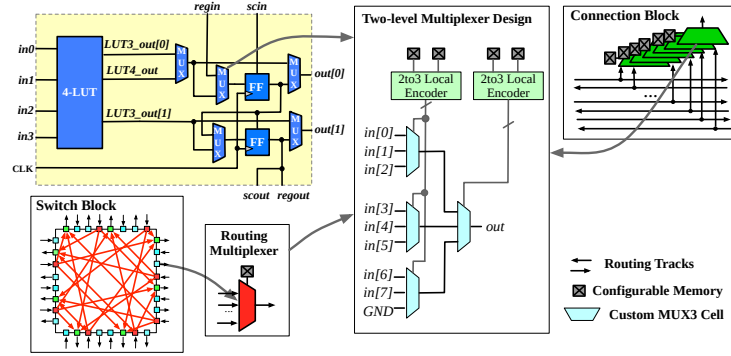 regin
scin
in0
in1
in2
in3
CLK
4-LUT
LUT3_out[0]
LUT4_out
LUT3_out[1]
MUX
MUX
MUX
MUX
MUX
FF
FF
out[0]
out[1]
scout
regout
Two-level Multiplexer Design
2to3 Local
Encoder
2to3 Local
Encoder
in[0]
in[1]
in[2]
in[3]
in[4]
in[5]
in[6]
in[7]
GND
out
Connection Block
...
Switch Block
Routing
Multiplexer
...
Routing Tracks
Configurable Memory
Custom MUX3 Cell